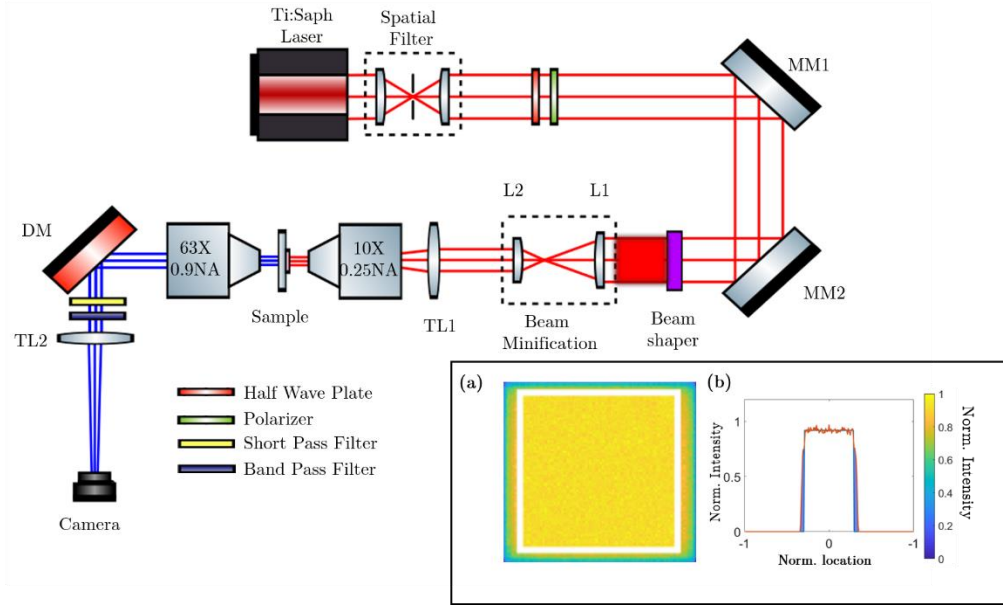 Ti:Saph
Laser
Spatial
Filter
MM1
DM
63X
0.9NA
10X
0.25NA
L2
L1
Sample
TL1
Beam
Minification
Beam
shaper
MM2
TL2
Half Wave Plate
Polarizer
Short Pass Filter
Band Pass Filter
Camera
(a)
(b)
Norm. Intensity
1
0.5
0
-1
0
-1
Norm. location
1
0.8
0.6
0.4
0.2
0
Norm. Intensity